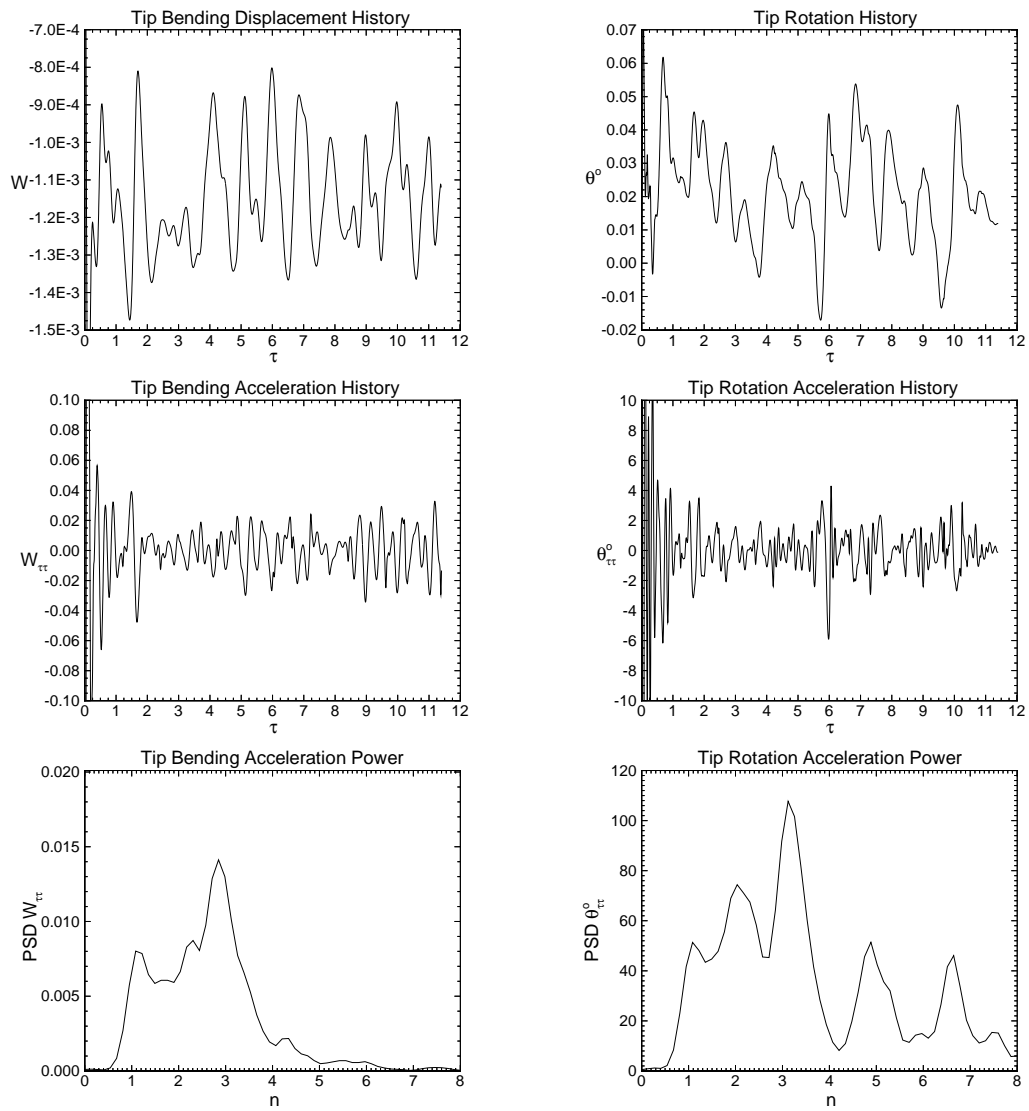 Tip Bending Displacement History
-7.0E-4
-8.0E-4
-9.0E-4
-1.0E-3
W -1.1E-3
-1.2E-3
-1.3E-3
-1.4E-3
-1.5E-3
0 1 2 3 4 5 6 7 8 9 10 11 12
τ
Tip Rotation History
0.07
0.06
0.05
0.04
0.03
θ°
0.02
0.01
0.00
-0.01
-0.02
0 1 2 3 4 5 6 7 8 9 10 11 12
τ
Tip Bending Acceleration History
0.10
0.08
0.06
0.04
0.02
0.00
W_ττ
-0.02
-0.04
-0.06
-0.08
-0.10
0 1 2 3 4 5 6 7 8 9 10 11 12
τ
Tip Rotation Acceleration History
10
8
6
4
2
0
θ°_ττ
-2
-4
-6
-8
-10
0 1 2 3 4 5 6 7 8 9 10 11 12
τ
Tip Bending Acceleration Power
0.020
0.015
0.010
PSD W_ττ
0.005
0.000
0 1 2 3 4 5 6 7 8
n
Tip Rotation Acceleration Power
120
100
80
60
PSD θ°_ττ
40
20
0
0 1 2 3 4 5 6 7 8
n